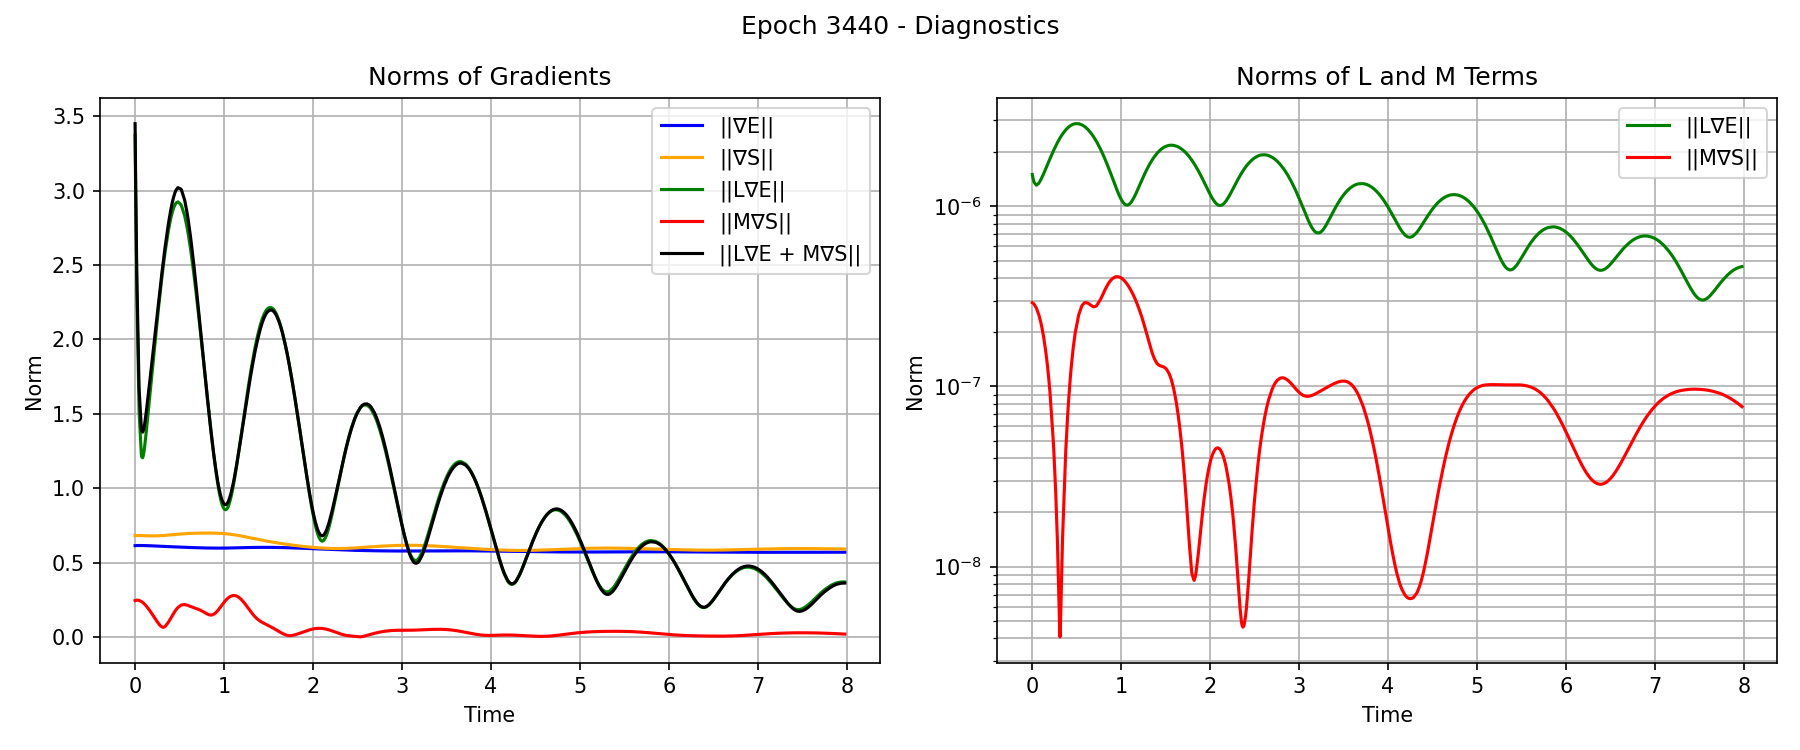 Epoch 3440 - Diagnostics
Norms of Gradients
Norm
3.5
3.0
2.5
2.0
1.5
1.0
0.5
0.0
||∇E||
||∇S||
||L∇E||
||M∇S||
||L∇E + M∇S||
0 1 2 3 4 5 6 7 8
Time
Norms of L and M Terms
Norm
10⁻⁶
10⁻⁷
10⁻⁸
||L∇E||
||M∇S||
0 1 2 3 4 5 6 7 8
Time